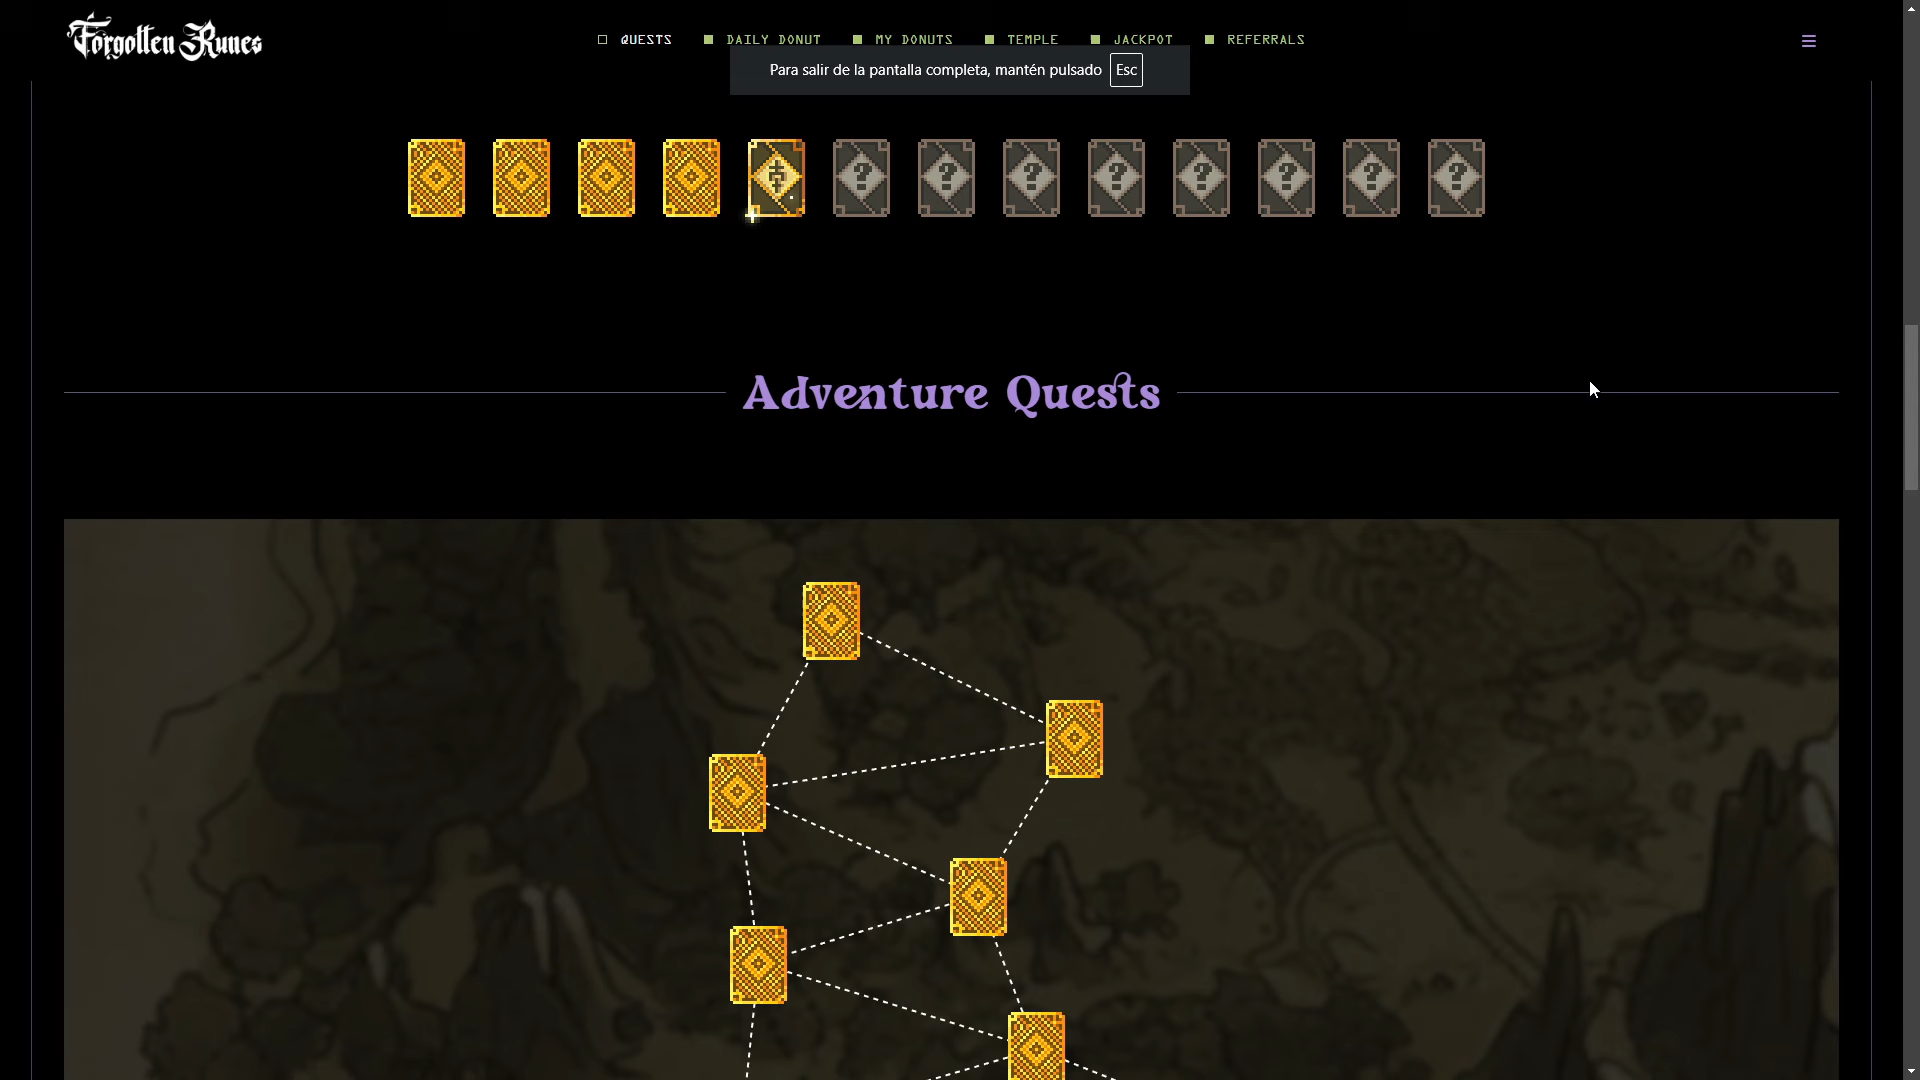 Forgotten Runes
QUESTS
DAILY DONUT
MY DONUTS
TEMPLE
JACKPOT
REFERRALS
Para salir de la pantalla completa, mantén pulsado Esc
? ? ? ? ? ? ? ?
Adventure Quests